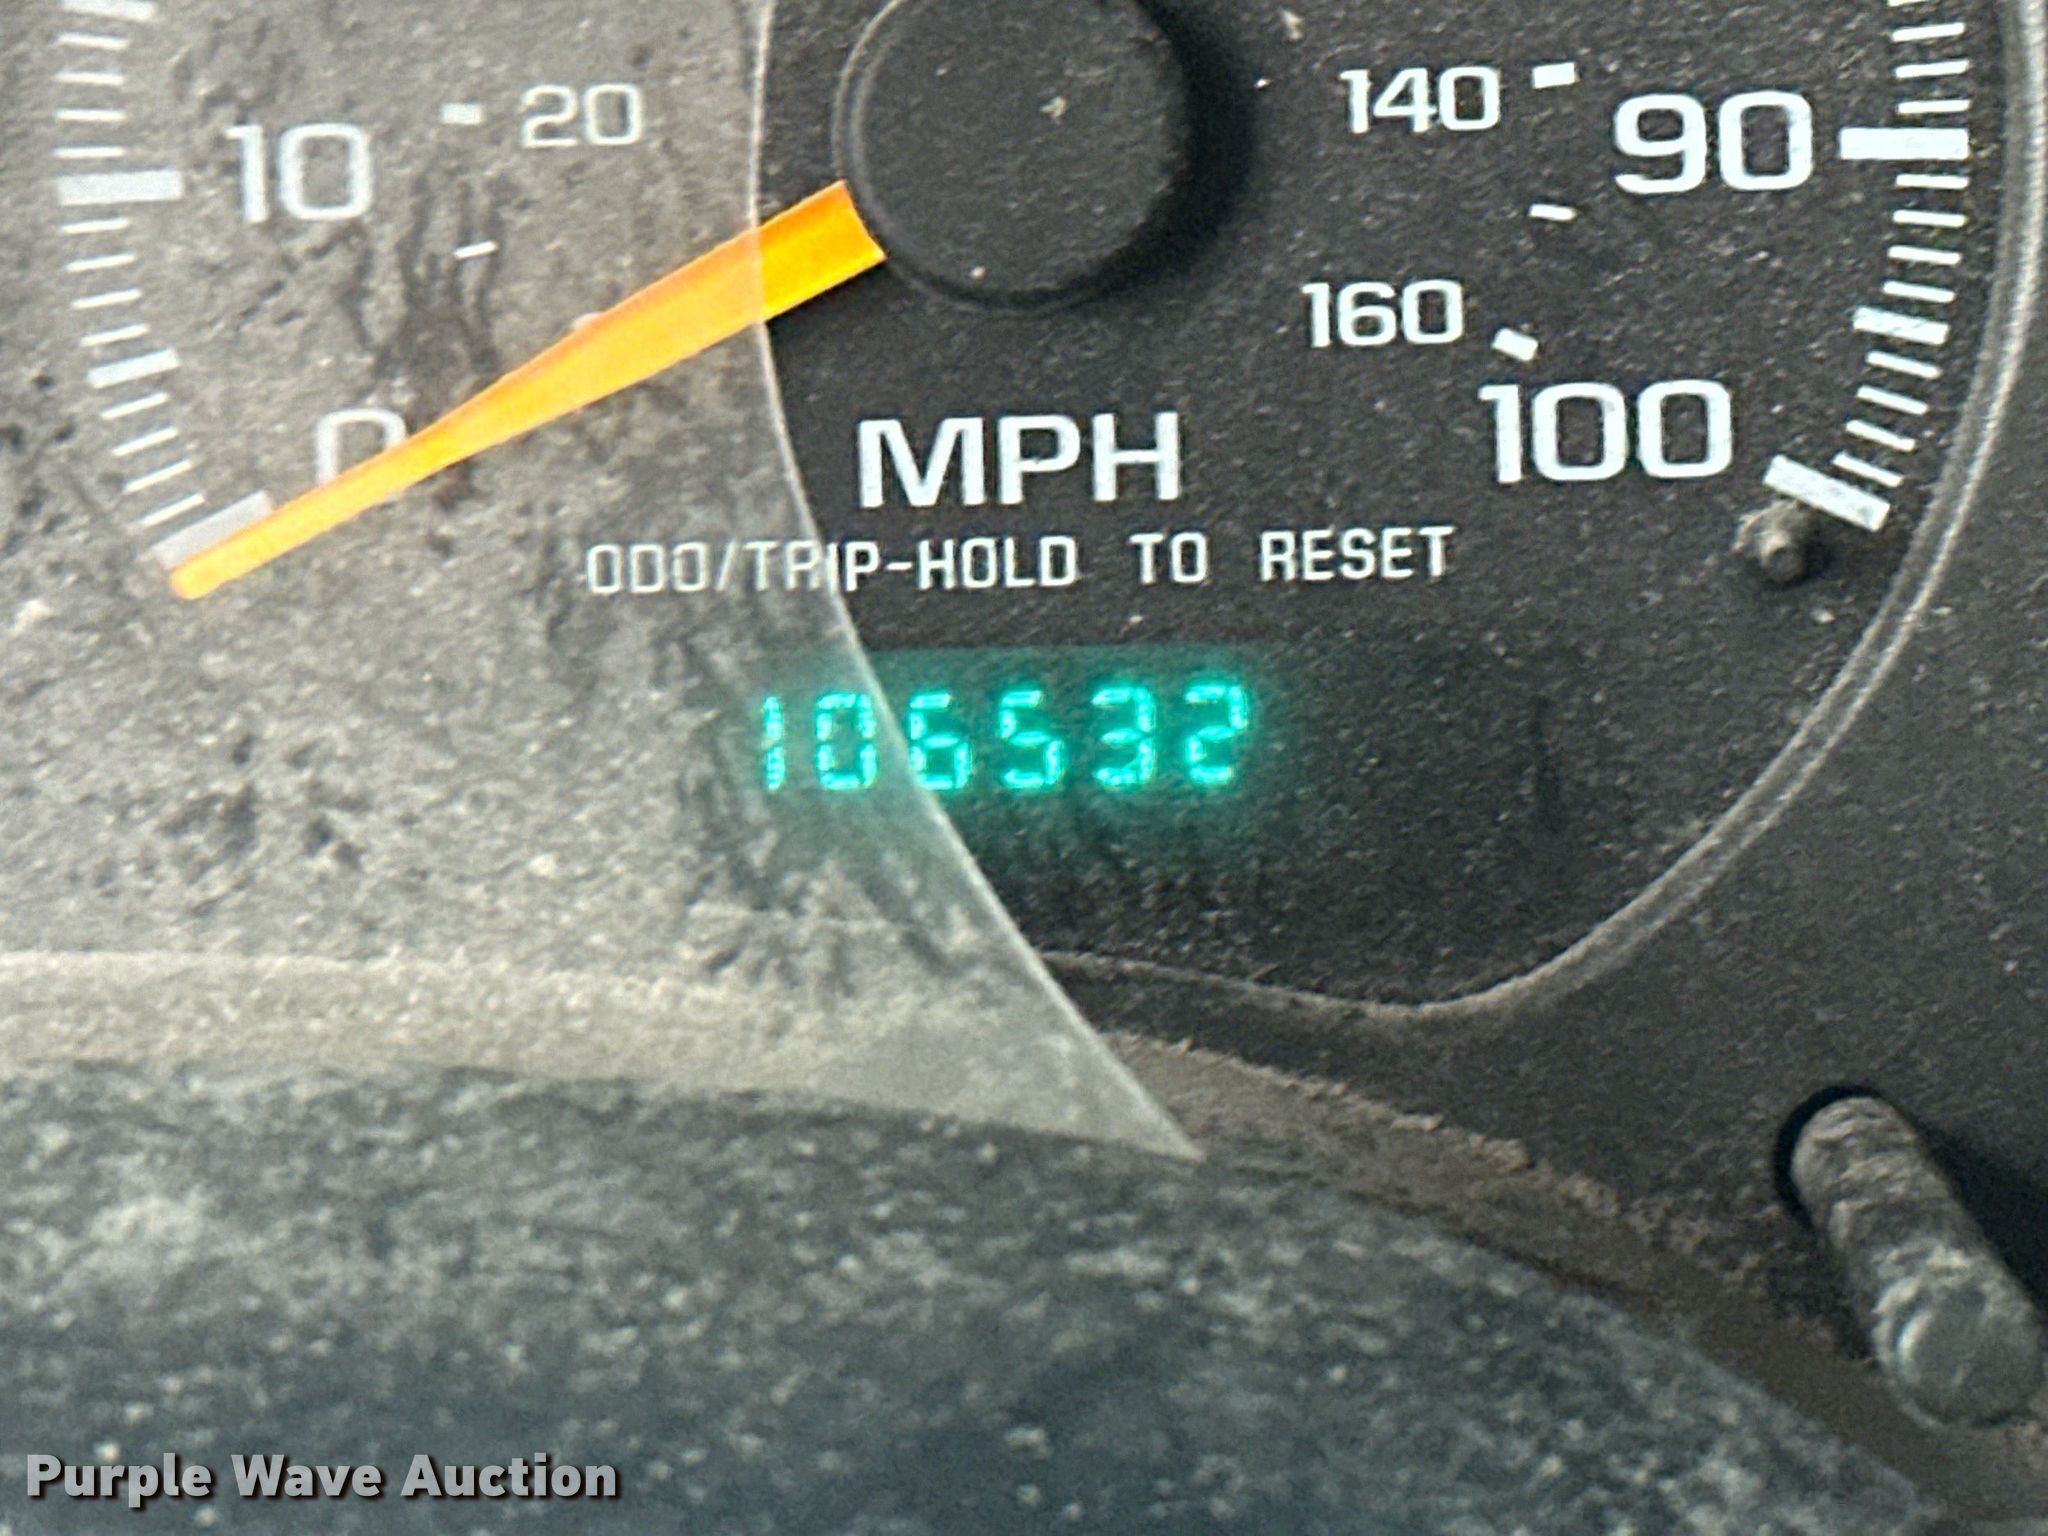 10 20 140 90
160
0 100
MPH
ODO/TRIP-HOLD TO RESET
106532
Purple Wave Auction